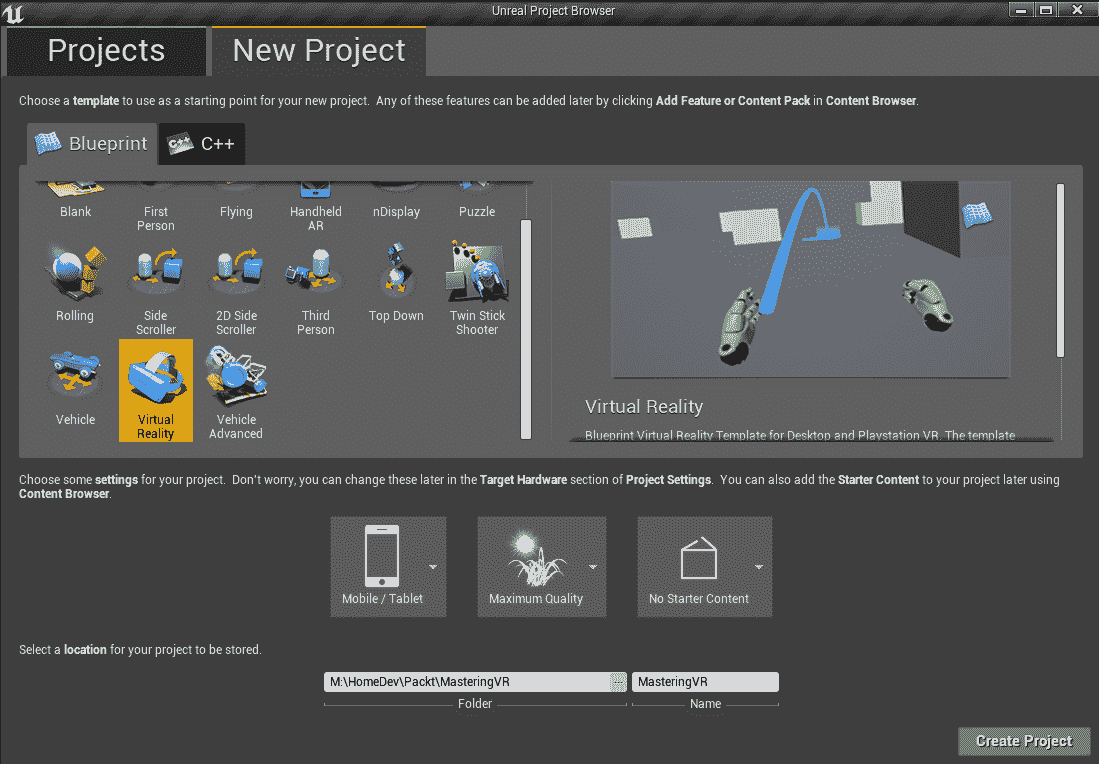 Unreal Project Browser
Projects
New Project
Choose a template to use as a starting point for your new project. Any of these features can be added later by clicking Add Feature or Content Pack in Content Browser.
Blueprint
C++
Blank
First
Person
Flying
Handheld
AR
nDisplay
Puzzle
Rolling
Side
Scroller
2D Side
Scroller
Third
Person
Top Down
Twin Stick
Shooter
Vehicle
Virtual
Reality
Vehicle
Advanced
Virtual Reality
Blueprint Virtual Reality Template for Desktop and Playstation VR. The template
Choose some settings for your project. Don't worry, you can change these later in the Target Hardware section of Project Settings. You can also add the Starter Content to your project later using
Content Browser.
Mobile / Tablet
Maximum Quality
No Starter Content
Select a location for your project to be stored.
M:\HomeDev\Packt\MasteringVR
...
MasteringVR
Folder
Name
Create Project